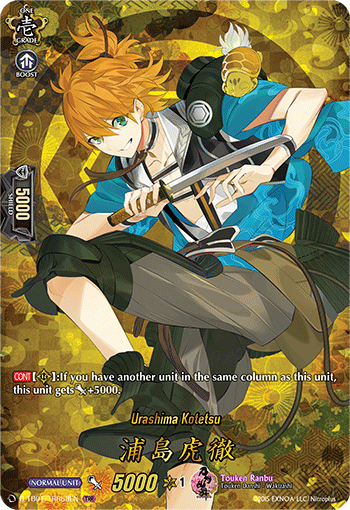 ONE
壱
GRADE
BOOST
5000
SHIELD
CONT []:If you have another unit in the same column as this unit,
this unit gets +5000.
Urashima Kotetsu
浦島虎徹
NORMAL UNIT
5000 1
Touken Ranbu
Touken Danshi Wakizashi
©2015 EXNOA LLC/Nitroplus